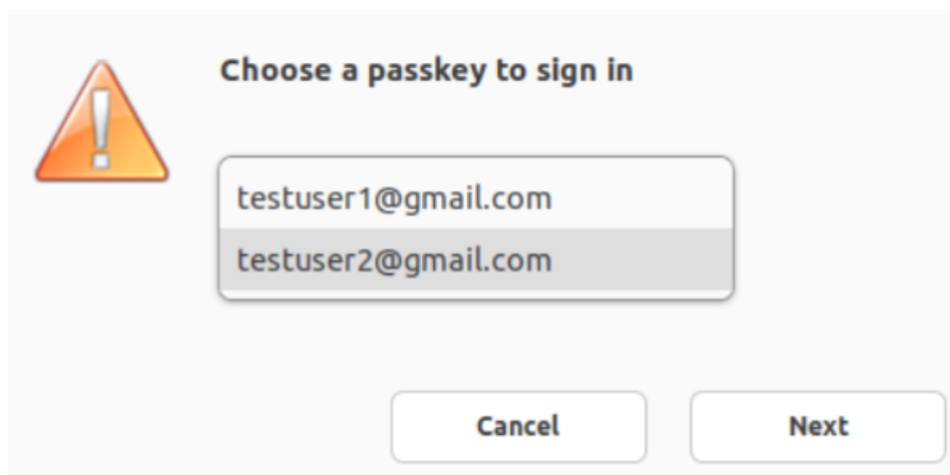 Choose a passkey to sign in
testuser1@gmail.com
testuser2@gmail.com
Cancel
Next